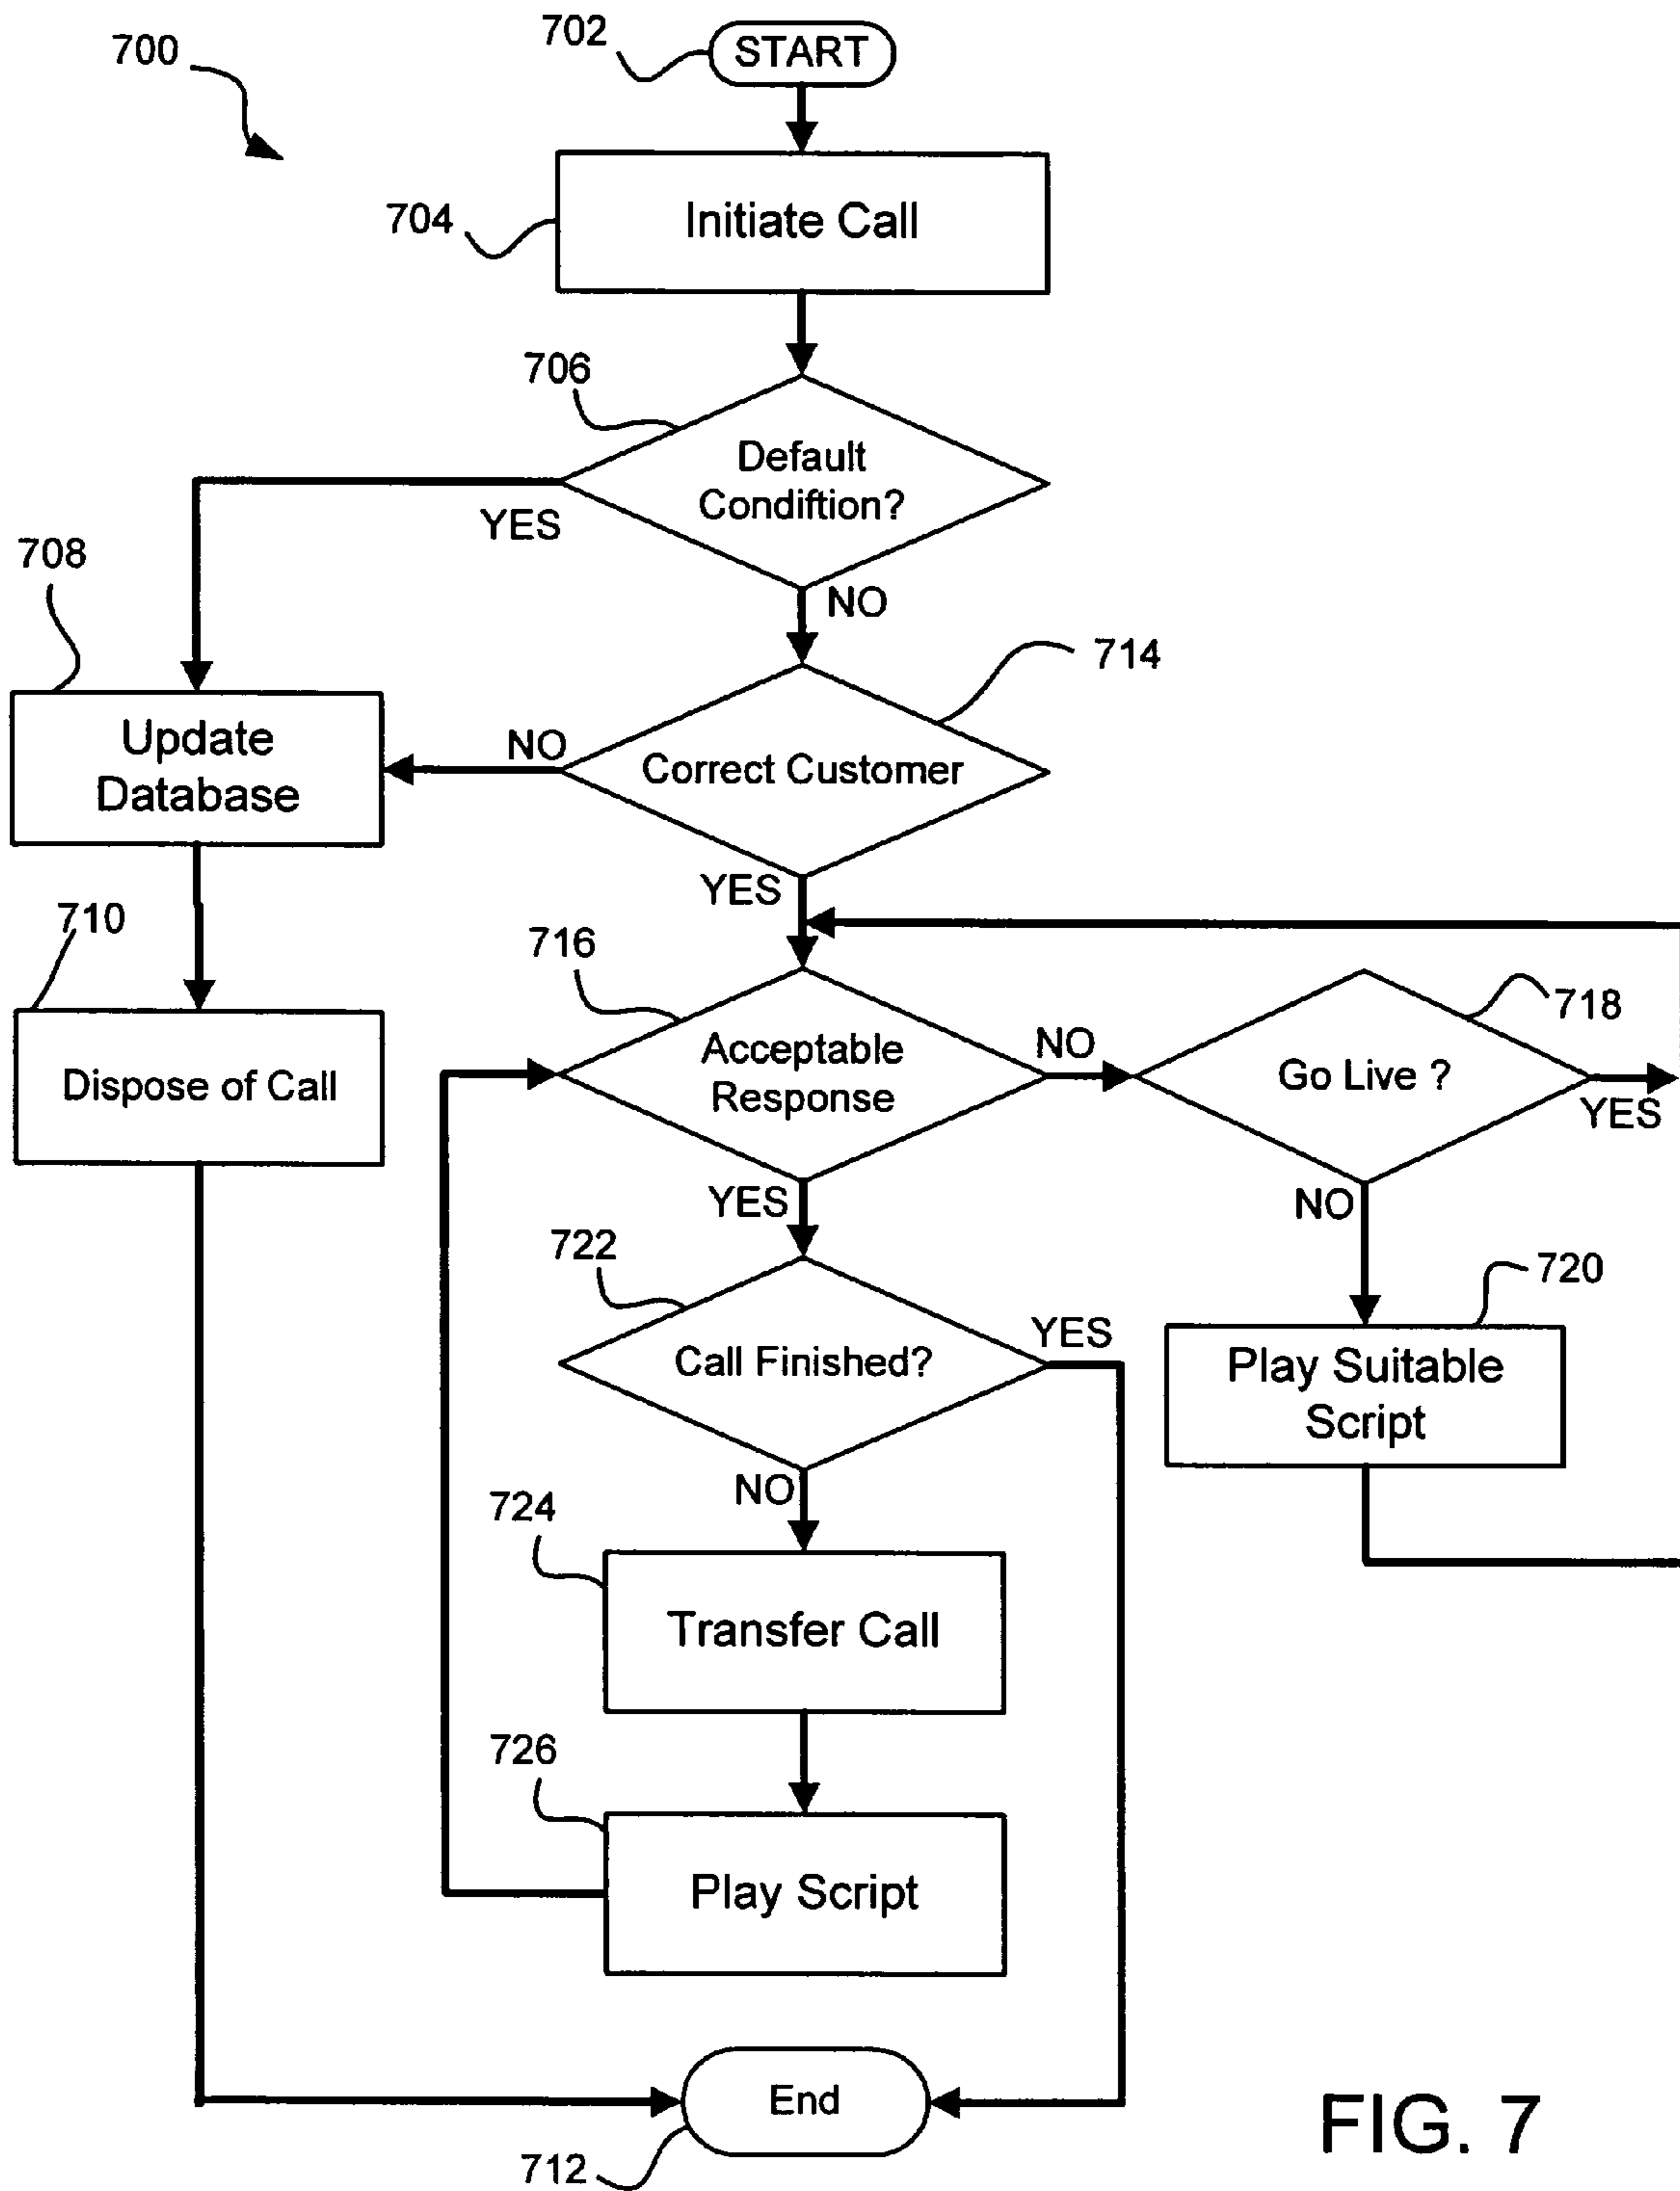 700
702
START
704
Initiate Call
706
Default
Condiftion?
YES
NO
708
Update
Database
NO
Correct Customer
714
YES
710
Dispose of Call
716
Acceptable
Response
NO
Go Live ?
718
YES
YES
NO
722
Call Finished?
YES
720
Play Suitable
Script
NO
724
Transfer Call
726
Play Script
End
712
FIG. 7